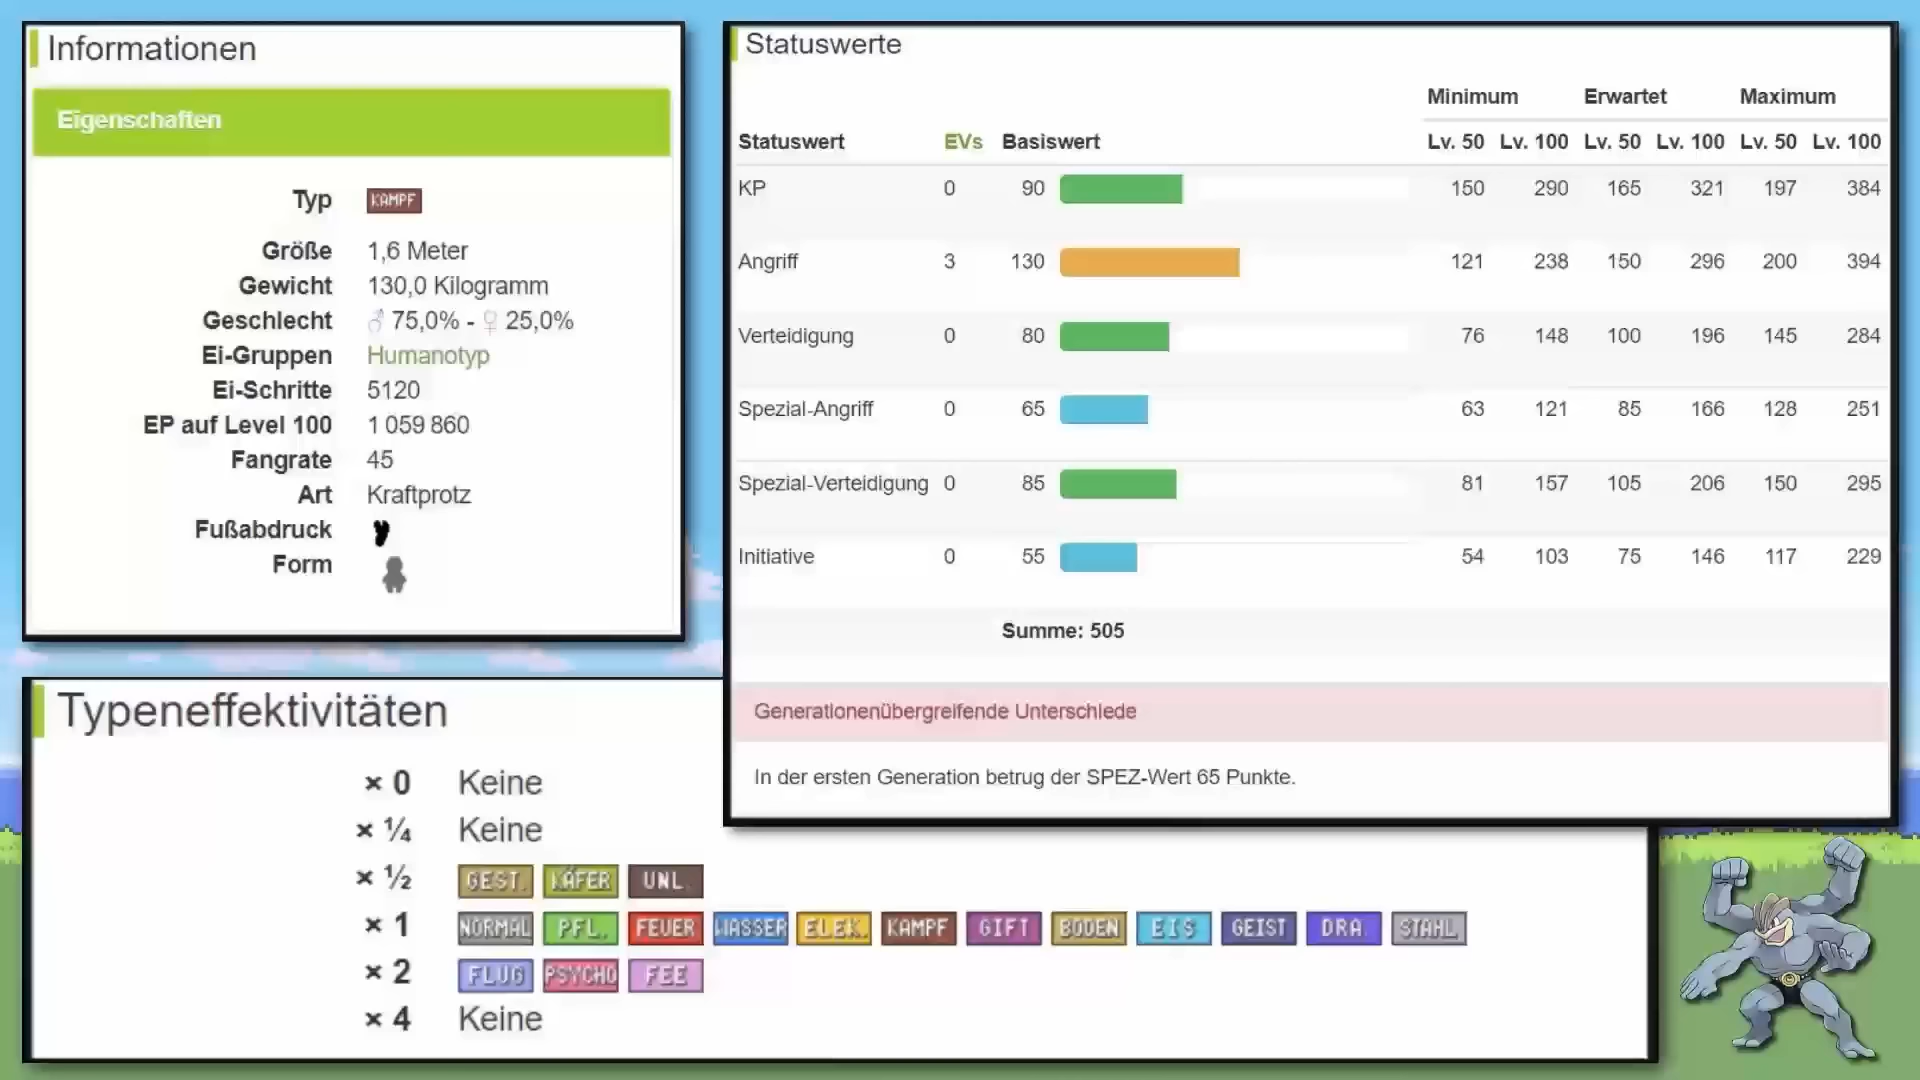 Informationen
Eigenschaften
Typ KAMPF
Größe 1,6 Meter
Gewicht 130,0 Kilogramm
Geschlecht ♂ 75,0% - ♀ 25,0%
Ei-Gruppen Humanotyp
Ei-Schritte 5120
EP auf Level 100 1 059 860
Fangrate 45
Art Kraftprotz
Fußabdruck
Form
Statuswerte
Minimum Erwartet Maximum
Statuswert EVs Basiswert Lv. 50 Lv. 100 Lv. 50 Lv. 100 Lv. 50 Lv. 100
KP 0 90 150 290 165 321 197 384
Angriff 3 130 121 238 150 296 200 394
Verteidigung 0 80 76 148 100 196 145 284
Spezial-Angriff 0 65 63 121 85 166 128 251
Spezial-Verteidigung 0 85 81 157 105 206 150 295
Initiative 0 55 54 103 75 146 117 229
Summe: 505
Generationenübergreifende Unterschiede
In der ersten Generation betrug der SPEZ-Wert 65 Punkte.
Typeneffektivitäten
× 0 Keine
× ¼ Keine
× ½ GEST. KÄFER UNL.
× 1 NORMAL PFL. FEUER WASSER ELEK. KAMPF GIFT BODEN EIS GEIST DRA. STAHL
× 2 FLUG PSYCHO FEE
× 4 Keine